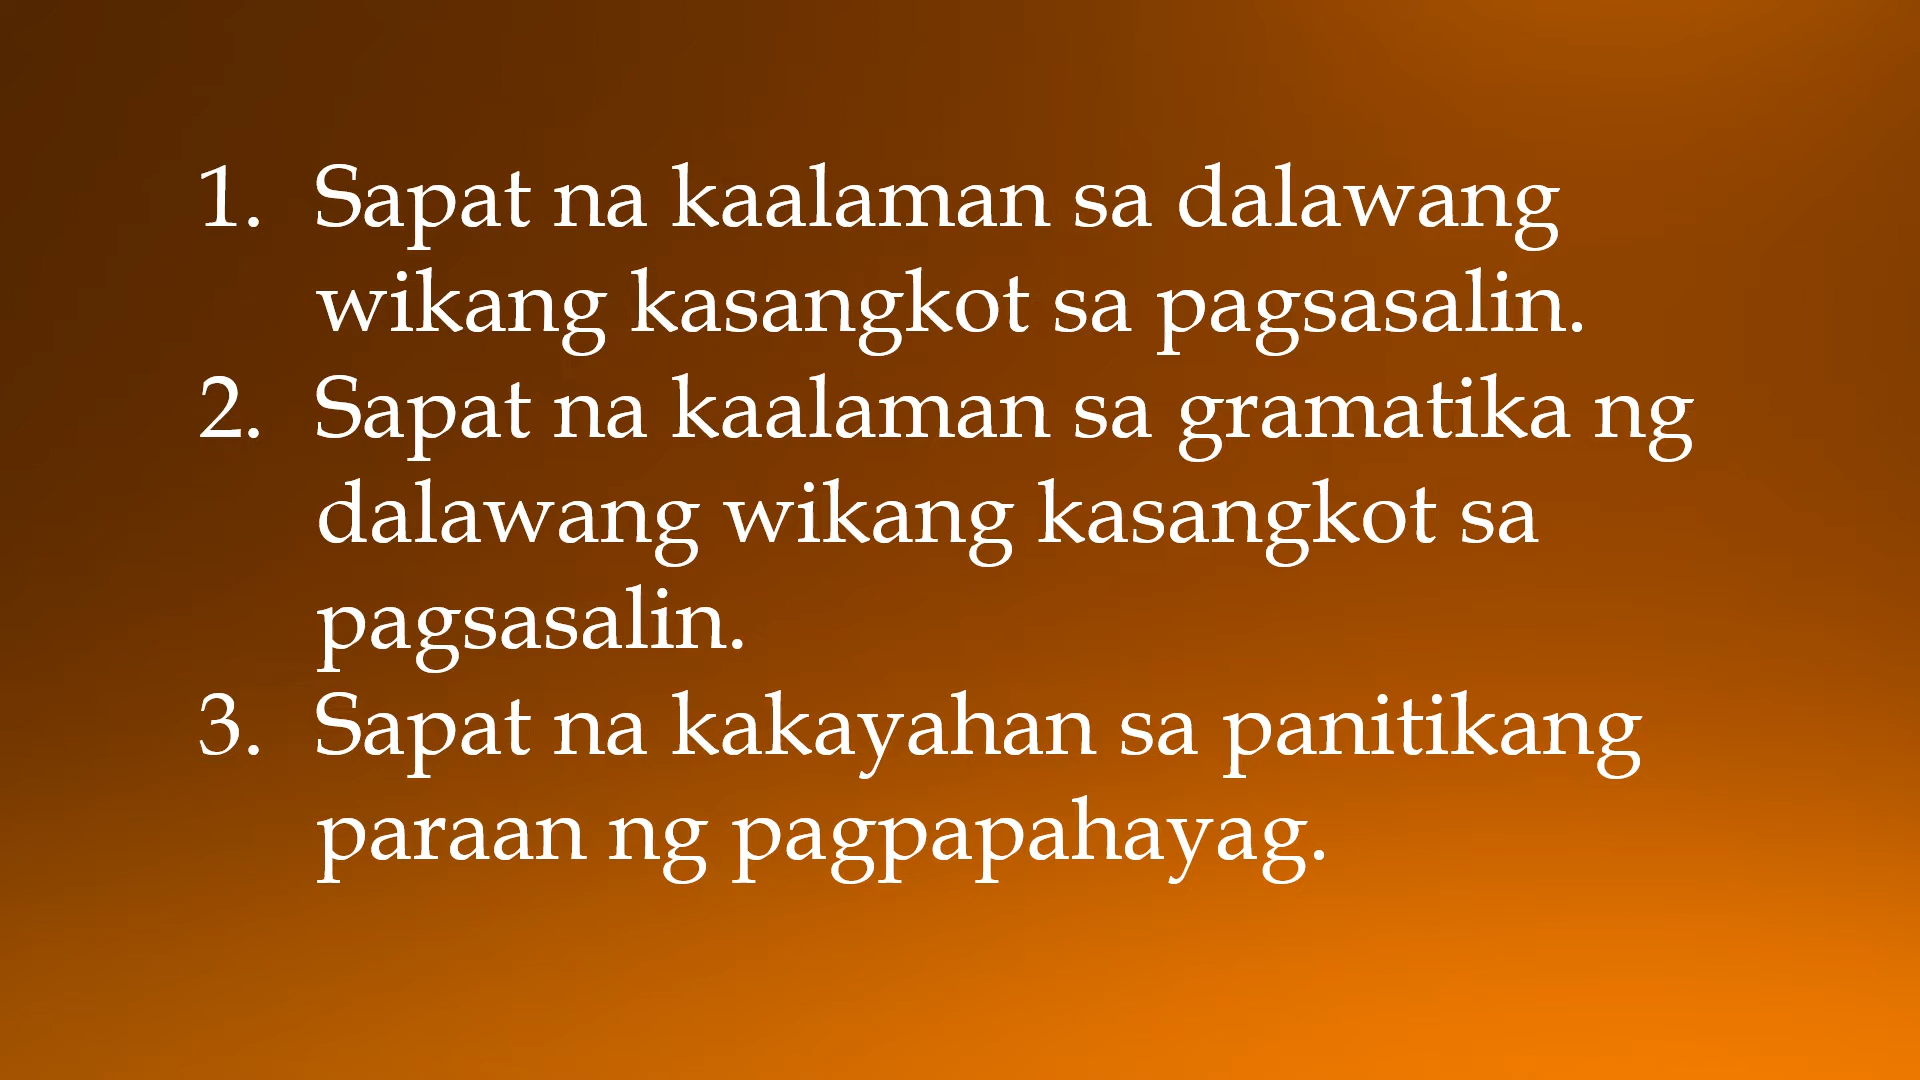 1. Sapat na kaalaman sa dalawang
wikang kasangkot sa pagsasalin.
2. Sapat na kaalaman sa gramatika ng
dalawang wikang kasangkot sa
pagsasalin.
3. Sapat na kakayahan sa panitikang
paraan ng pagpapahayag.